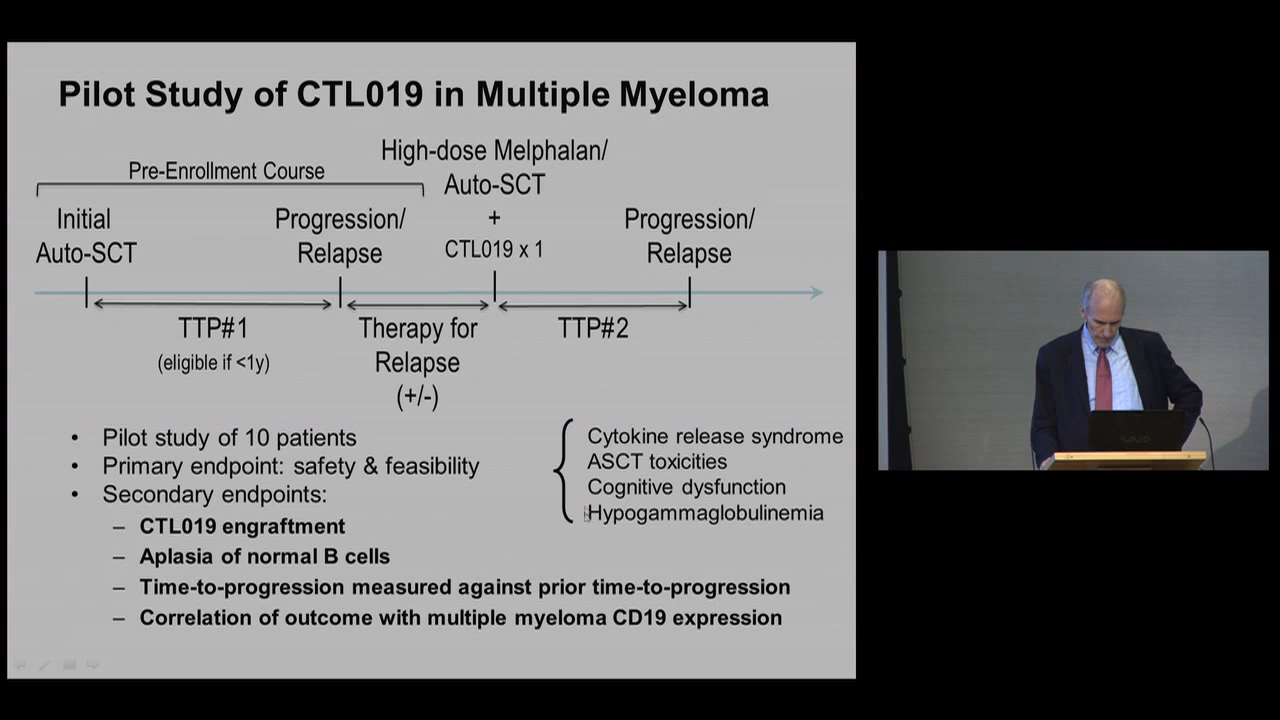 Pilot Study of CTL019 in Multiple Myeloma
Pre-Enrollment Course
High-dose Melphalan/
Auto-SCT
+
CTL019 x 1
Initial
Auto-SCT
Progression/
Relapse
Progression/
Relapse
TTP#1
(eligible if <1y)
Therapy for
Relapse
(+/-)
TTP#2
• Pilot study of 10 patients
• Primary endpoint: safety & feasibility
• Secondary endpoints:
– CTL019 engraftment
– Aplasia of normal B cells
– Time-to-progression measured against prior time-to-progression
– Correlation of outcome with multiple myeloma CD19 expression
Cytokine release syndrome
ASCT toxicities
Cognitive dysfunction
Hypogammaglobulinemia
VAIO